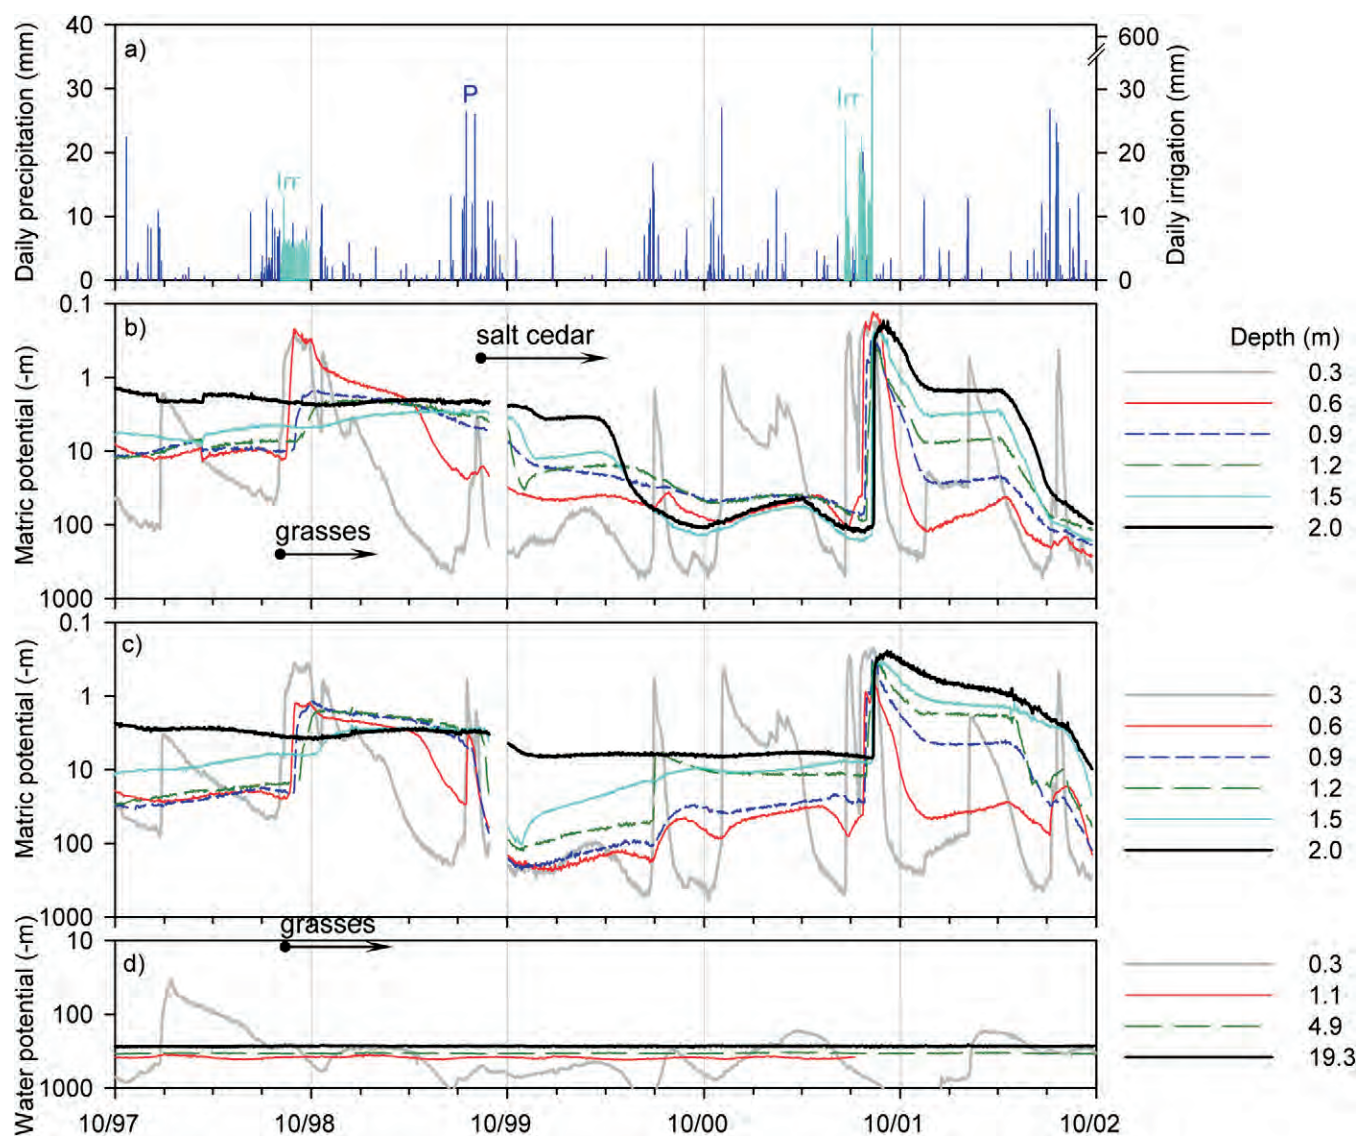 a)
P
Irr
Irr
Daily precipitation (mm)
40
30
20
10
0
600
30
20
10
0
Daily irrigation (mm)
b)
salt cedar
grasses
Matric potential (-m)
0.1
1
10
100
1000
Depth (m)
0.3
0.6
0.9
1.2
1.5
2.0
c)
Matric potential (-m)
0.1
1
10
100
1000
0.3
0.6
0.9
1.2
1.5
2.0
grasses
d)
Water potential (-m)
10
100
1000
0.3
1.1
4.9
19.3
10/97 10/98 10/99 10/00 10/01 10/02